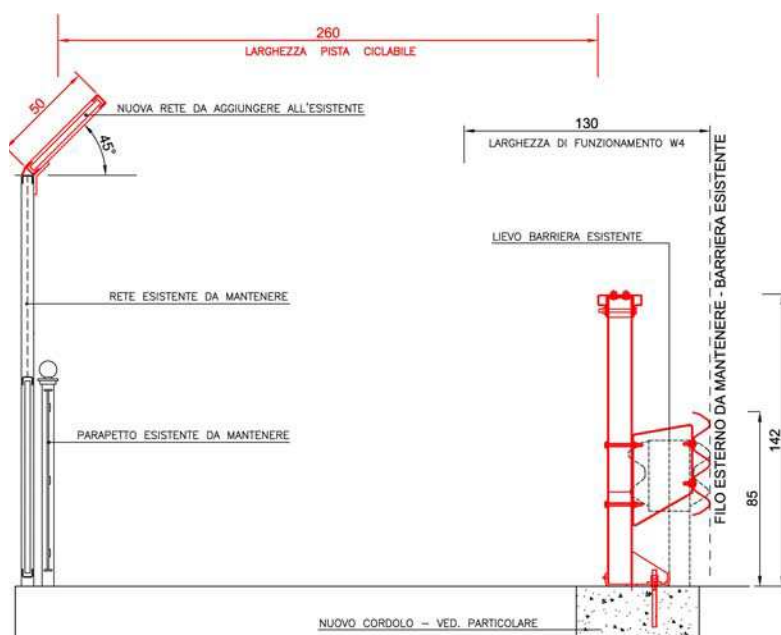 260
LARGHEZZA PISTA CICLABILE
50
NUOVA RETE DA AGGIUNGERE ALL'ESISTENTE
45°
130
LARGHEZZA DI FUNZIONAMENTO W4
LIEVO BARRIERA ESISTENTE
FILO ESTERNO DA MANTENERE - BARRIERA ESISTENTE
RETE ESISTENTE DA MANTENERE
PARAPETTO ESISTENTE DA MANTENERE
85
142
NUOVO CORDOLO – VED. PARTICOLARE